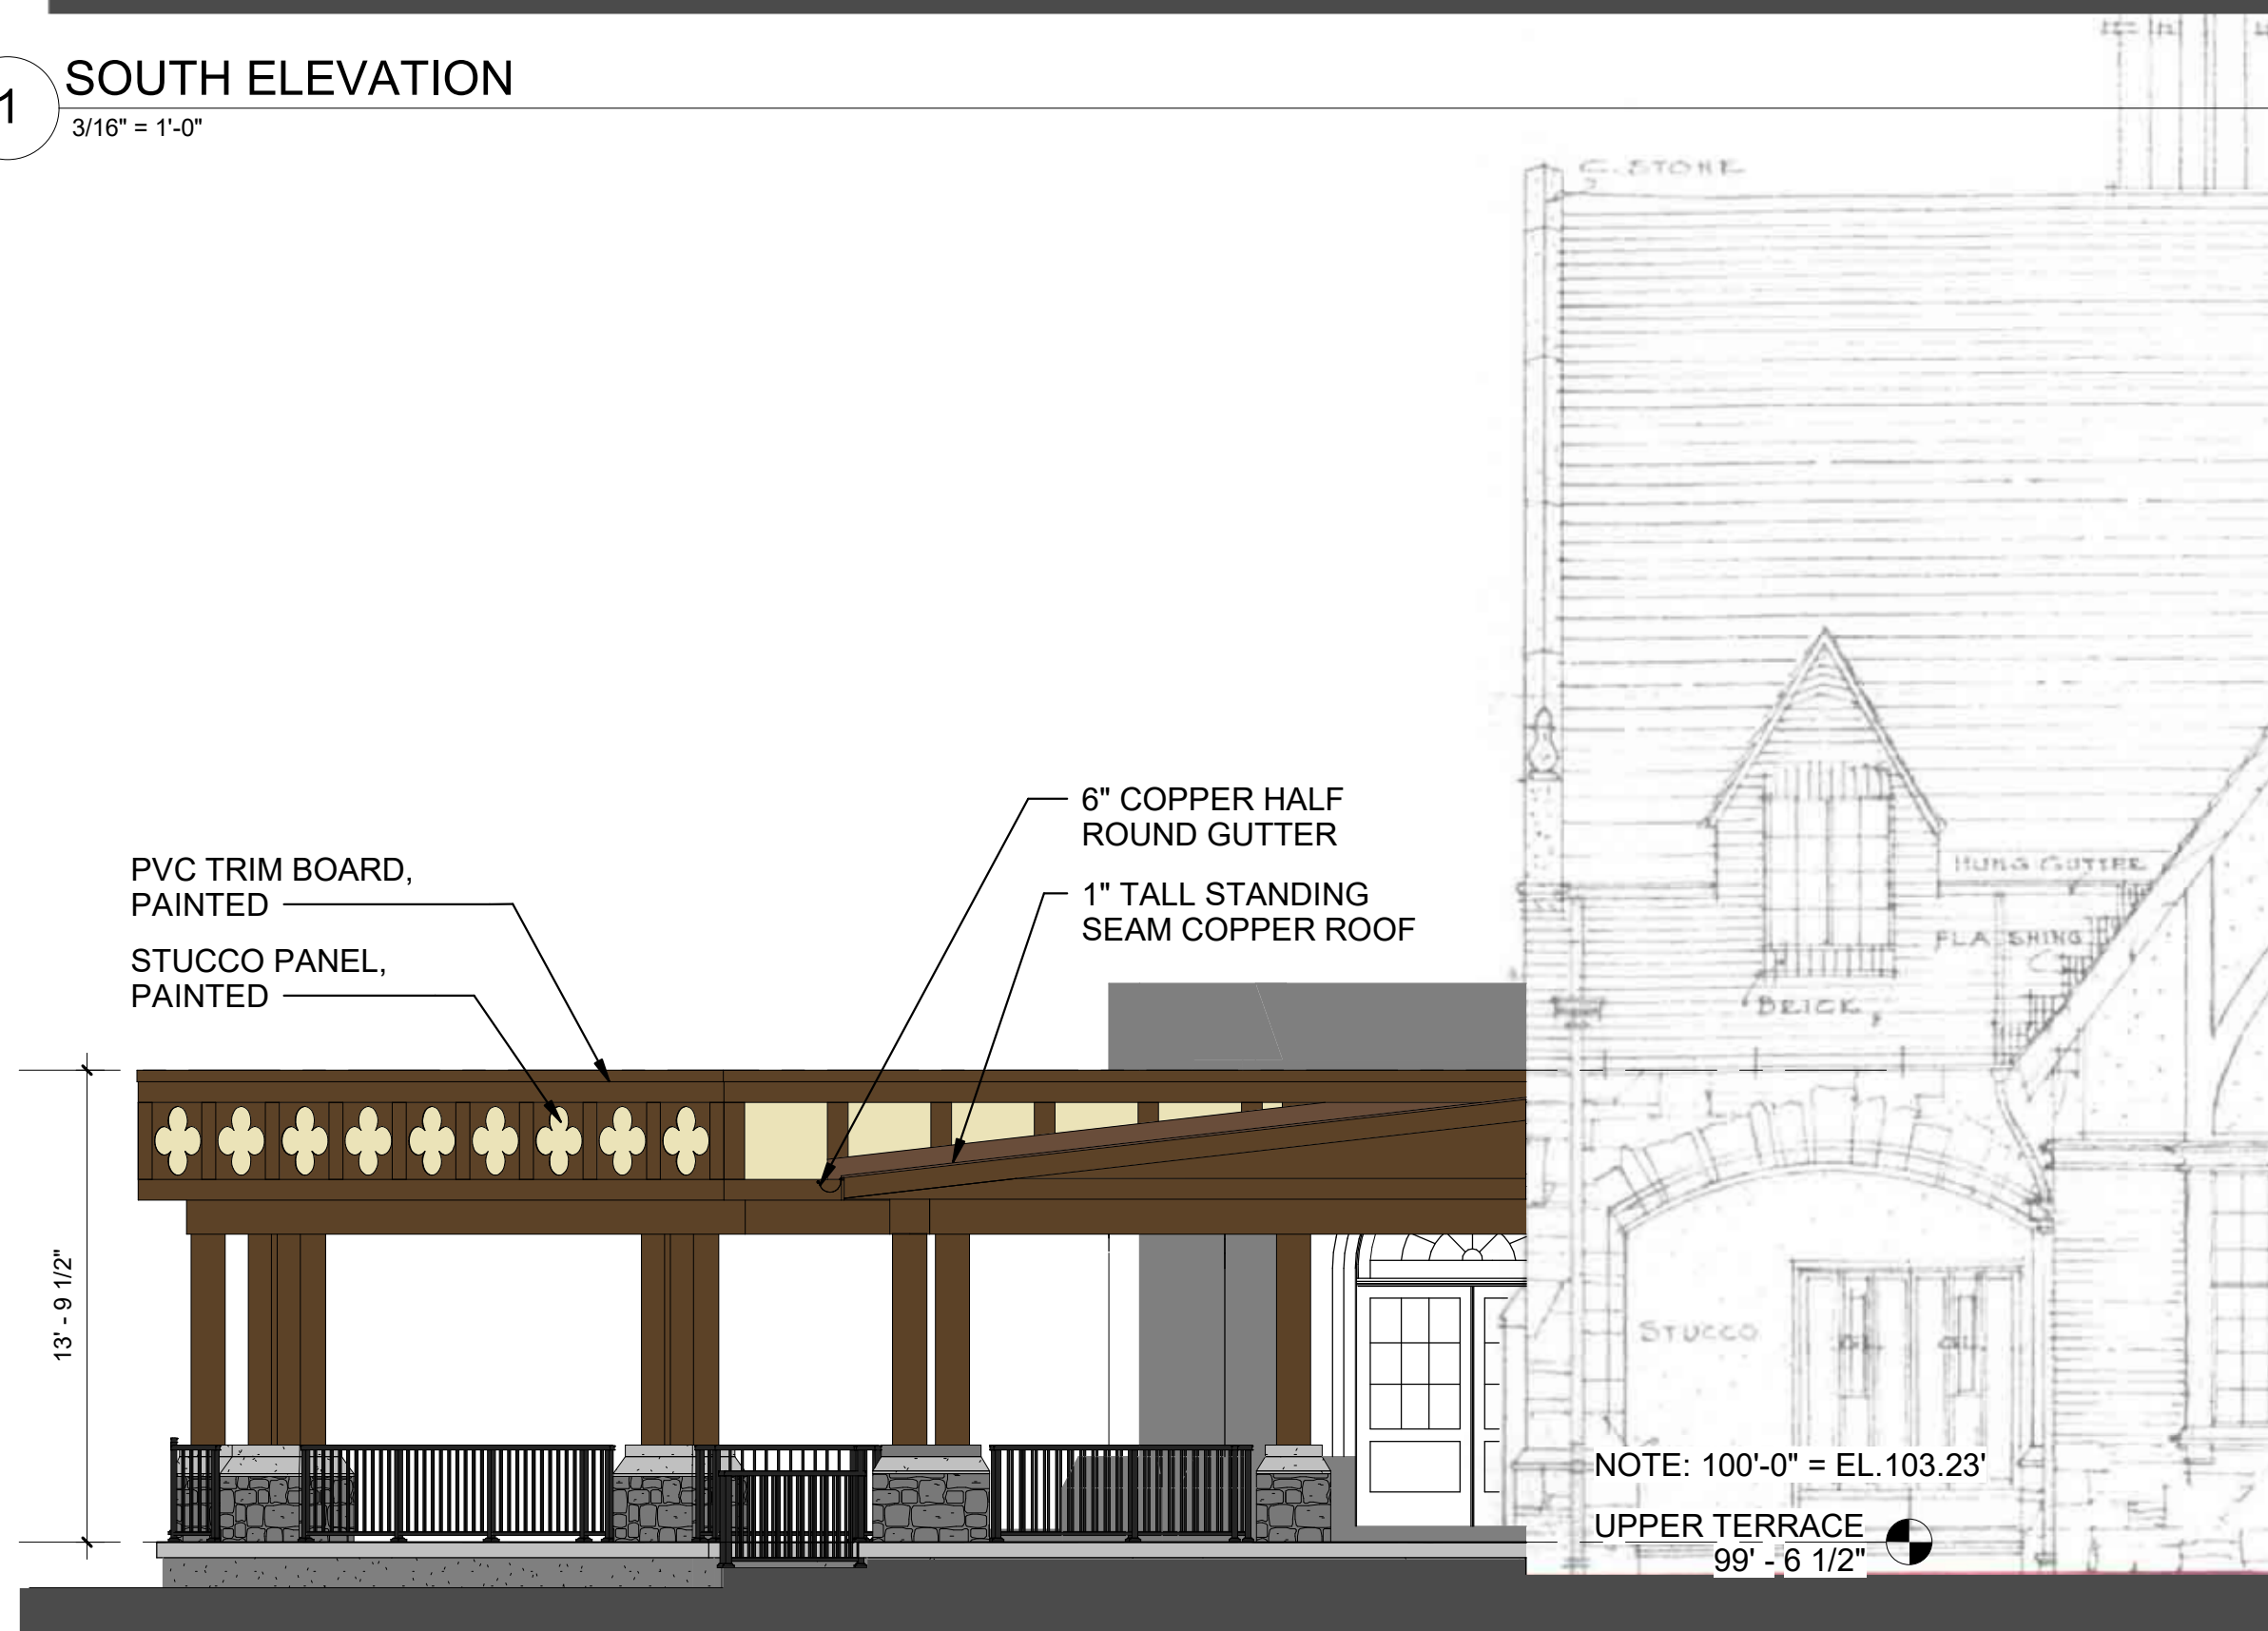 1
SOUTH ELEVATION
3/16" = 1'-0"
C. STONE
6" COPPER HALF
ROUND GUTTER
PVC TRIM BOARD,
PAINTED
1" TALL STANDING
SEAM COPPER ROOF
HUNG GUTTER
FLASHING
STUCCO PANEL,
PAINTED
BRICK
13' - 9 1/2"
STUCCO
GL.
GL.
NOTE: 100'-0" = EL.103.23'
UPPER TERRACE
99' - 6 1/2"